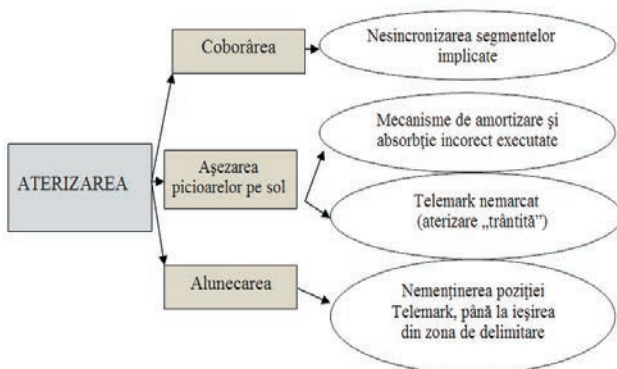 Coborârea
Nesincronizarea segmentelor
implicate
ATERIZAREA
Așezarea
picioarelor pe sol
Mecanisme de amortizare și
absorbție incorect executate
Telemark nemarcat
(aterizare „trântită”)
Alunecarea
Nemenținerea poziției
Telemark, până la ieșirea
din zona de delimitare